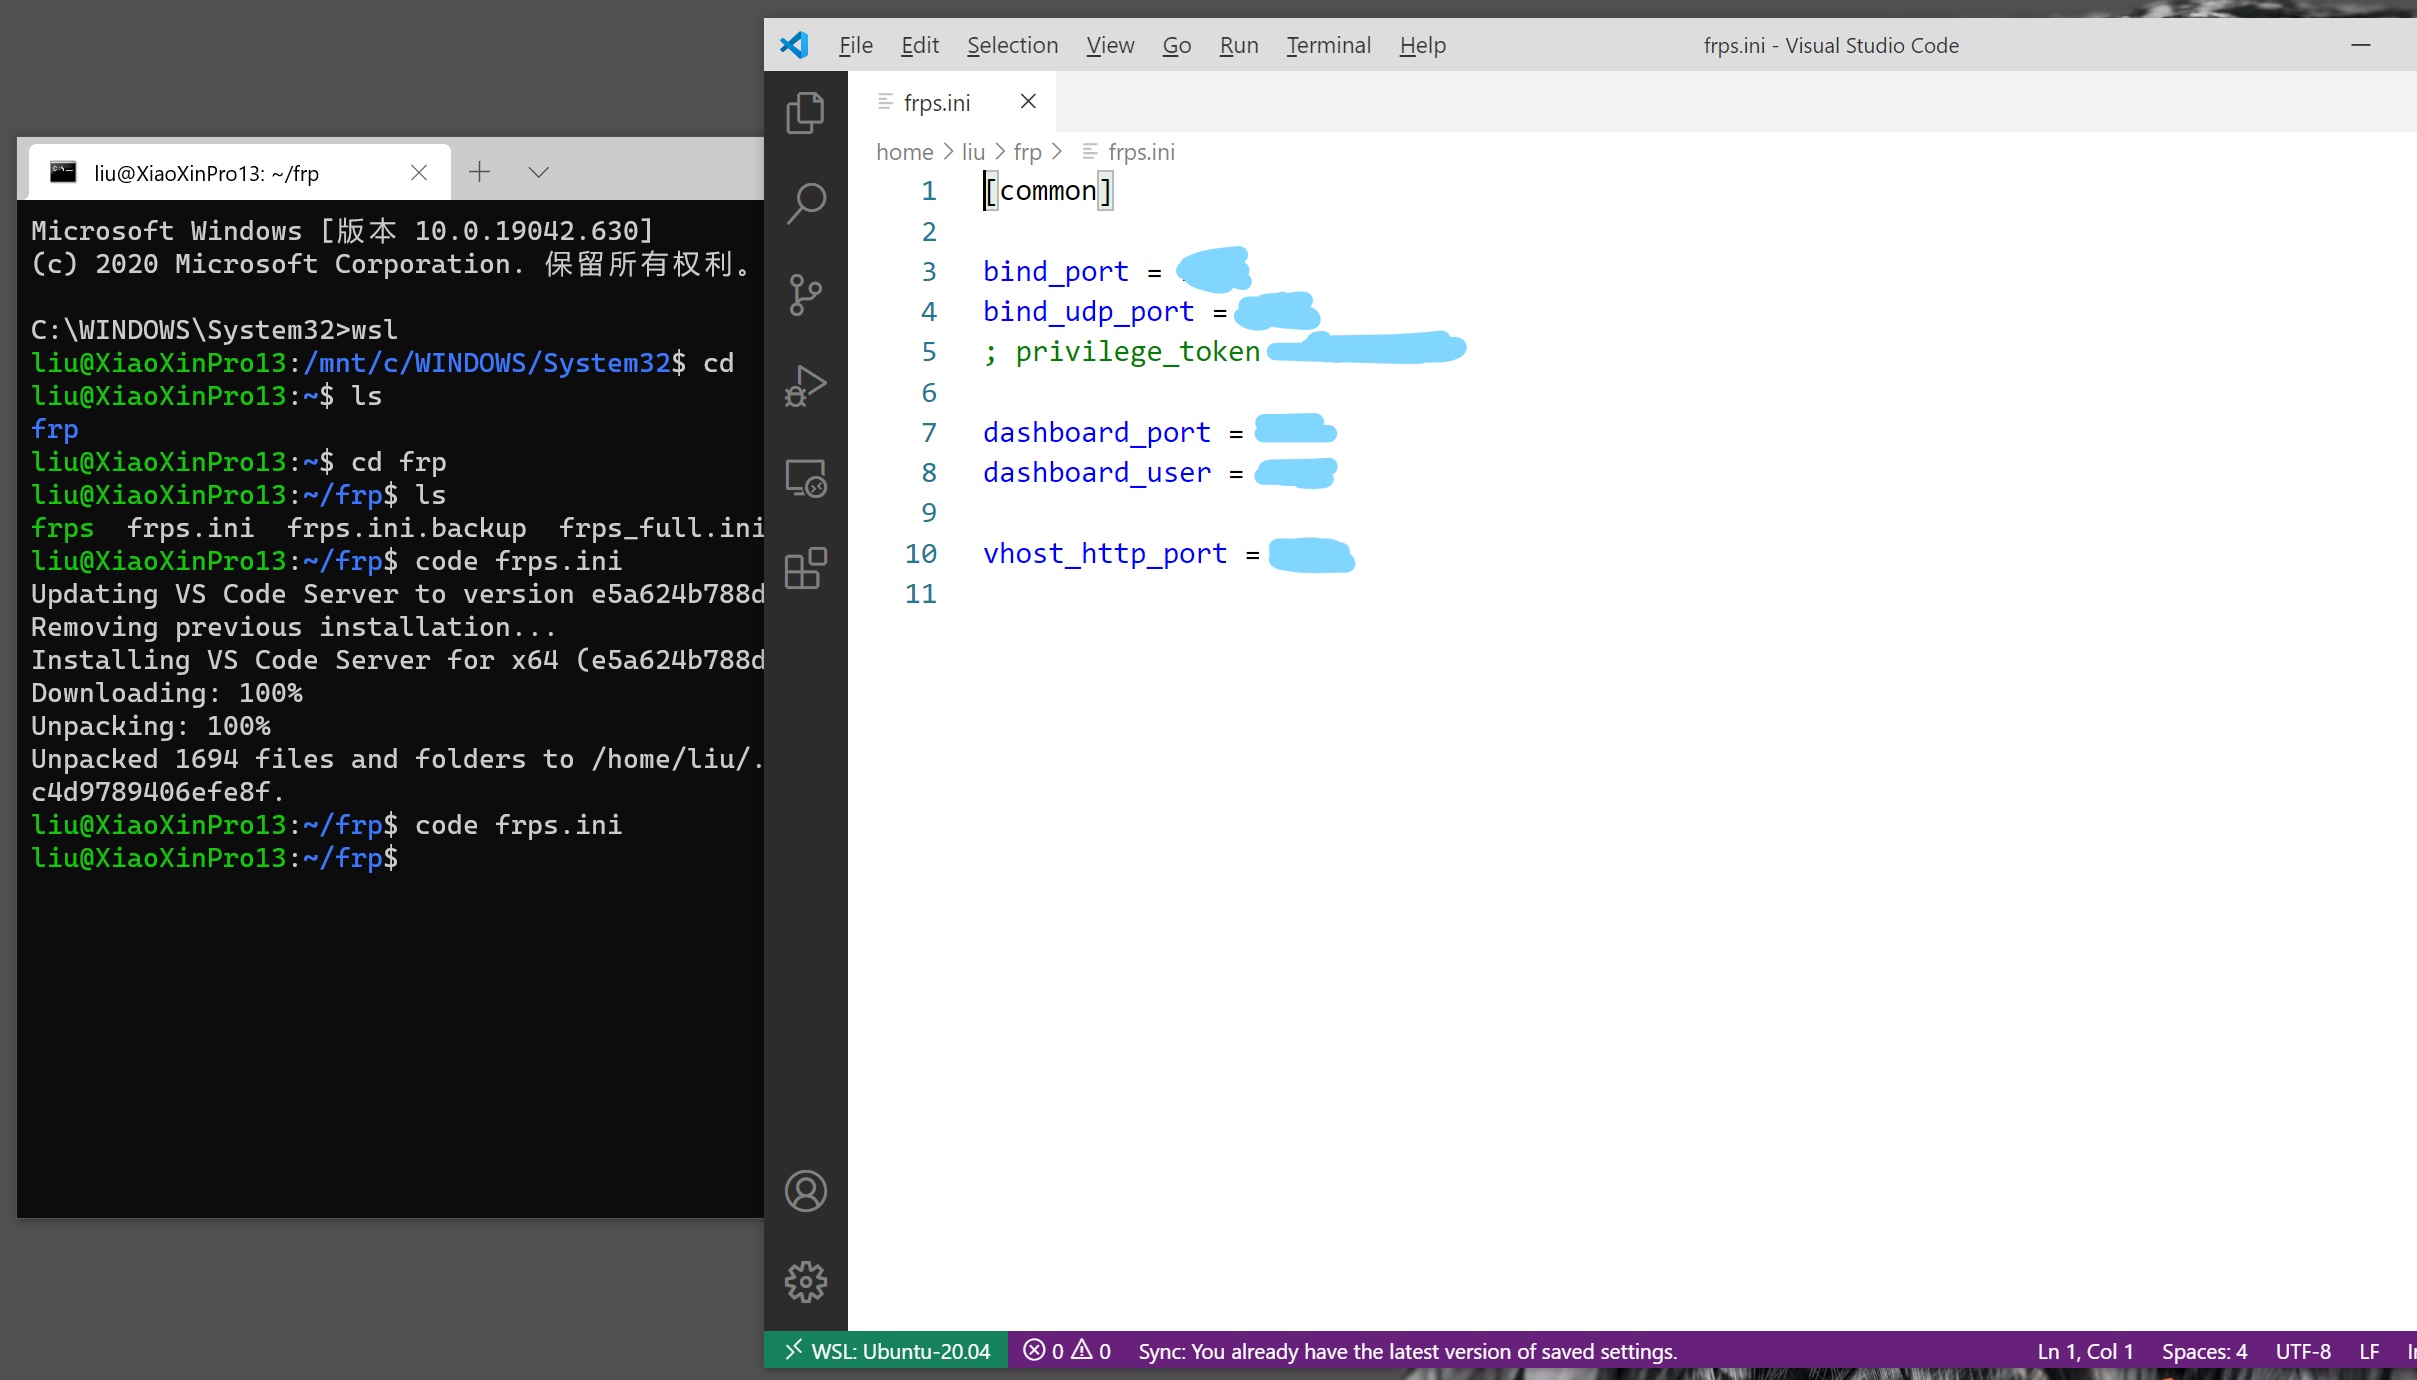 liu@XiaoXinPro13: ~/frp
Microsoft Windows [版本 10.0.19042.630]
(c) 2020 Microsoft Corporation. 保留所有权利。
C:\WINDOWS\System32>wsl
liu@XiaoXinPro13:/mnt/c/WINDOWS/System32$ cd
liu@XiaoXinPro13:~$ ls
frp
liu@XiaoXinPro13:~$ cd frp
liu@XiaoXinPro13:~/frp$ ls
frps  frps.ini  frps.ini.backup  frps_full.ini
liu@XiaoXinPro13:~/frp$ code frps.ini
Updating VS Code Server to version e5a624b788d
Removing previous installation...
Installing VS Code Server for x64 (e5a624b788d
Downloading: 100%
Unpacking: 100%
Unpacked 1694 files and folders to /home/liu/.
c4d9789406efe8f.
liu@XiaoXinPro13:~/frp$ code frps.ini
liu@XiaoXinPro13:~/frp$
File Edit Selection View Go Run Terminal Help frps.ini - Visual Studio Code
frps.ini
home > liu > frp > frps.ini
1 [common]
2
3 bind_port =
4 bind_udp_port =
5 ; privilege_token
6
7 dashboard_port =
8 dashboard_user =
9
10 vhost_http_port =
11
WSL: Ubuntu-20.04 0 0 Sync: You already have the latest version of saved settings. Ln 1, Col 1 Spaces: 4 UTF-8 LF